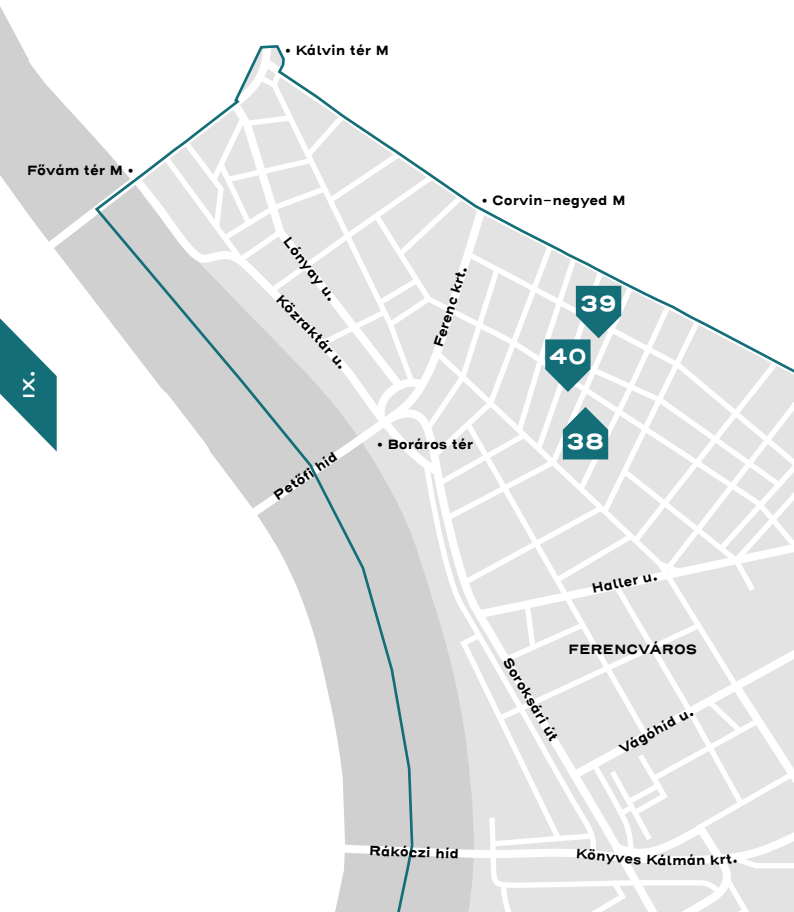 • Kálvin tér M
Fővám tér M •
• Corvin-negyed M
Lónyay u.
Ferenc krt.
39
Közraktár u.
40
IX.
38
• Boráros tér
Petőfi híd
Haller u.
FERENCVÁROS
Soroksári út
Vágóhíd u.
Rákóczi híd
Könyves Kálmán krt.